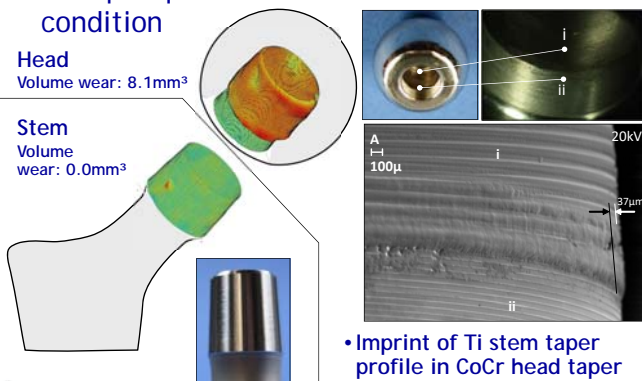 condition
Head
Volume wear: 8.1mm³
Stem
Volume
wear: 0.0mm³
i
ii
A
100µ
i
20kV
37µm
ii
• Imprint of Ti stem taper
profile in CoCr head taper